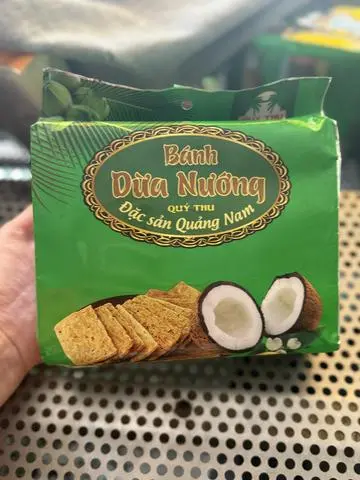 Bánh
Dừa Nướng
QUÝ THU
Đặc sản Quảng Nam